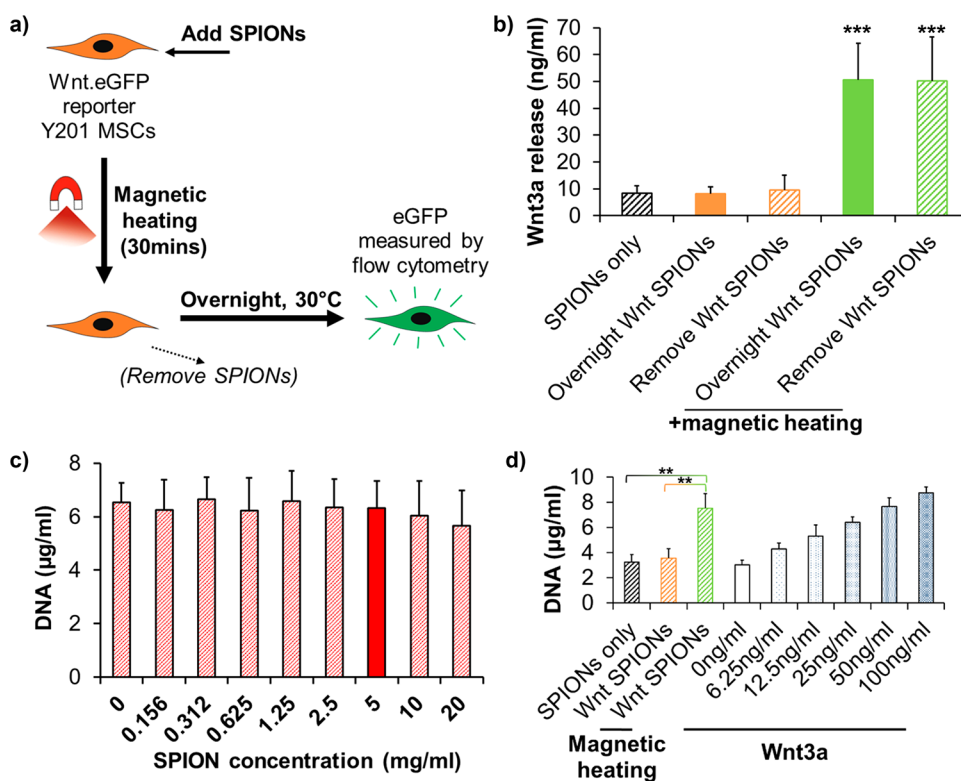 a)
Add SPIONs
Wnt.eGFP
reporter
Y201 MSCs
Magnetic
heating
(30mins)
eGFP
measured by
flow cytometry
Overnight, 30°C
(Remove SPIONs)
b)
Wnt3a release (ng/ml)
70
60
50
40
30
20
10
0
***
***
SPIONs only
Overnight Wnt SPIONs
Remove Wnt SPIONs
Overnight Wnt SPIONs
Remove Wnt SPIONs
+magnetic heating
c)
DNA (µg/ml)
8
6
4
2
0
0
0.156
0.312
0.625
1.25
2.5
5
10
20
SPION concentration (mg/ml)
d)
DNA (µg/ml)
10
8
6
4
2
0
**
**
SPIONs only
Wnt SPIONs
Wnt SPIONs
0ng/ml
6.25ng/ml
12.5ng/ml
25ng/ml
50ng/ml
100ng/ml
Magnetic
heating
Wnt3a